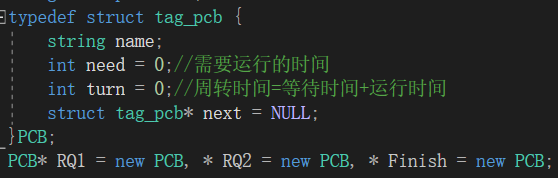 typedef struct tag_pcb {
string name;
int need = 0;//需要运行的时间
int turn = 0;//周转时间=等待时间+运行时间
struct tag_pcb* next = NULL;
}PCB;
PCB* RQ1 = new PCB, * RQ2 = new PCB, * Finish = new PCB;